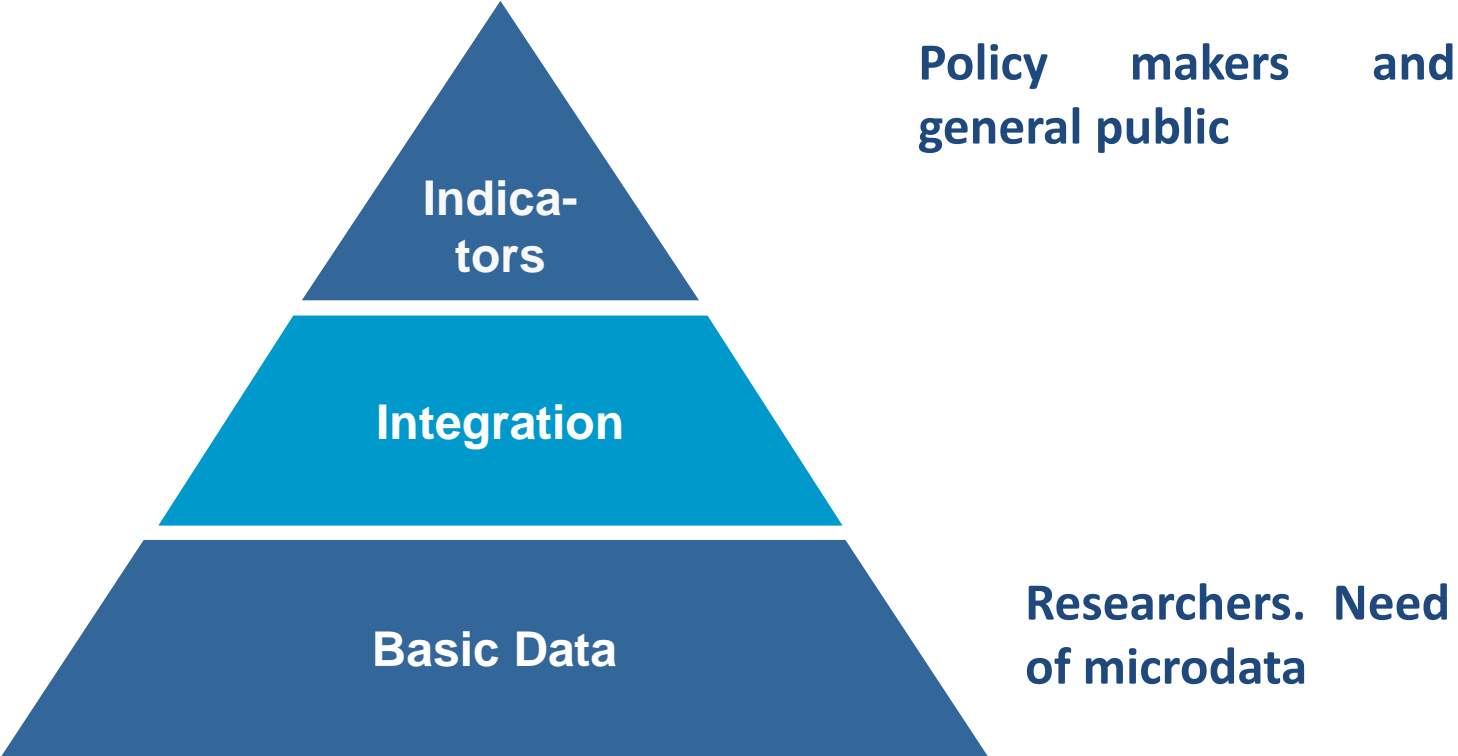 Policy makers and
general public
Indica-
tors
Integration
Basic Data
Researchers. Need
of microdata